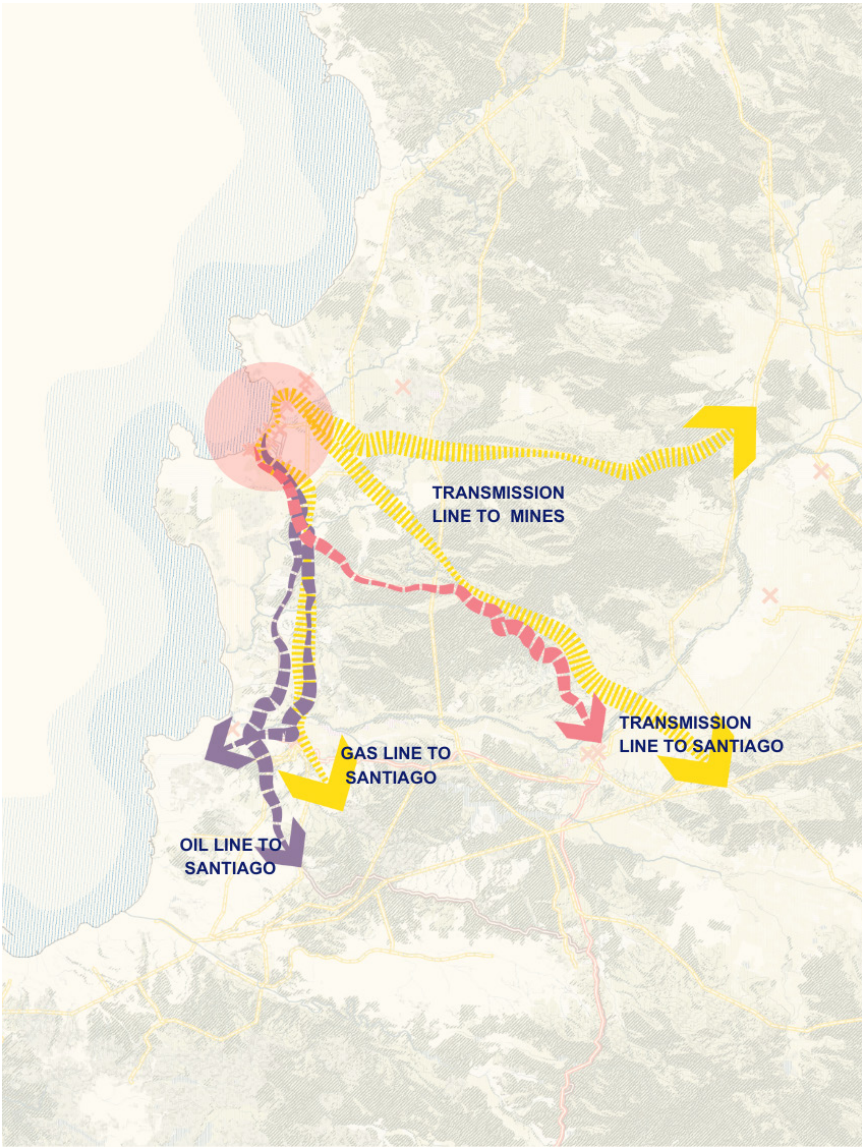 TRANSMISSION
LINE TO MINES
TRANSMISSION
LINE TO SANTIAGO
GAS LINE TO
SANTIAGO
OIL LINE TO
SANTIAGO